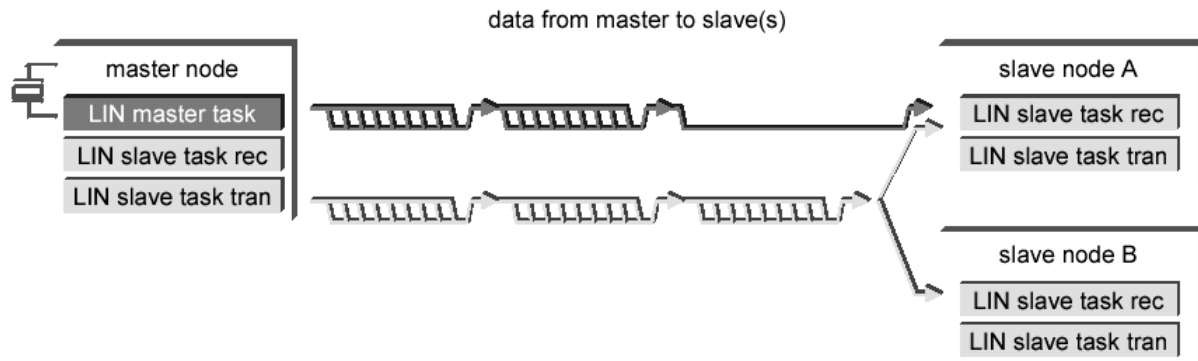 data from master to slave(s)
master node
LIN master task
LIN slave task rec
LIN slave task tran
slave node A
LIN slave task rec
LIN slave task tran
slave node B
LIN slave task rec
LIN slave task tran